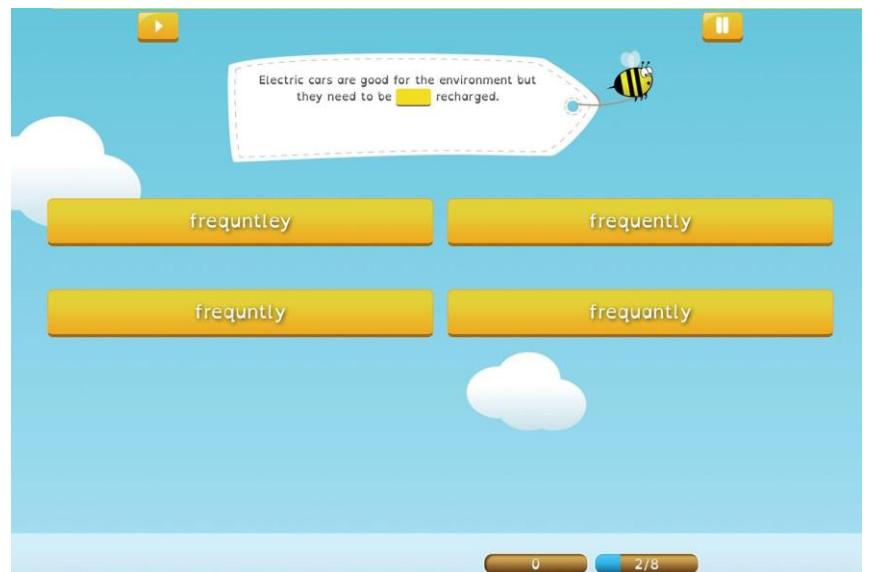 Electric cars are good for the environment but
they need to be recharged.
frequntley
frequently
frequntly
frequantly
0
2/8